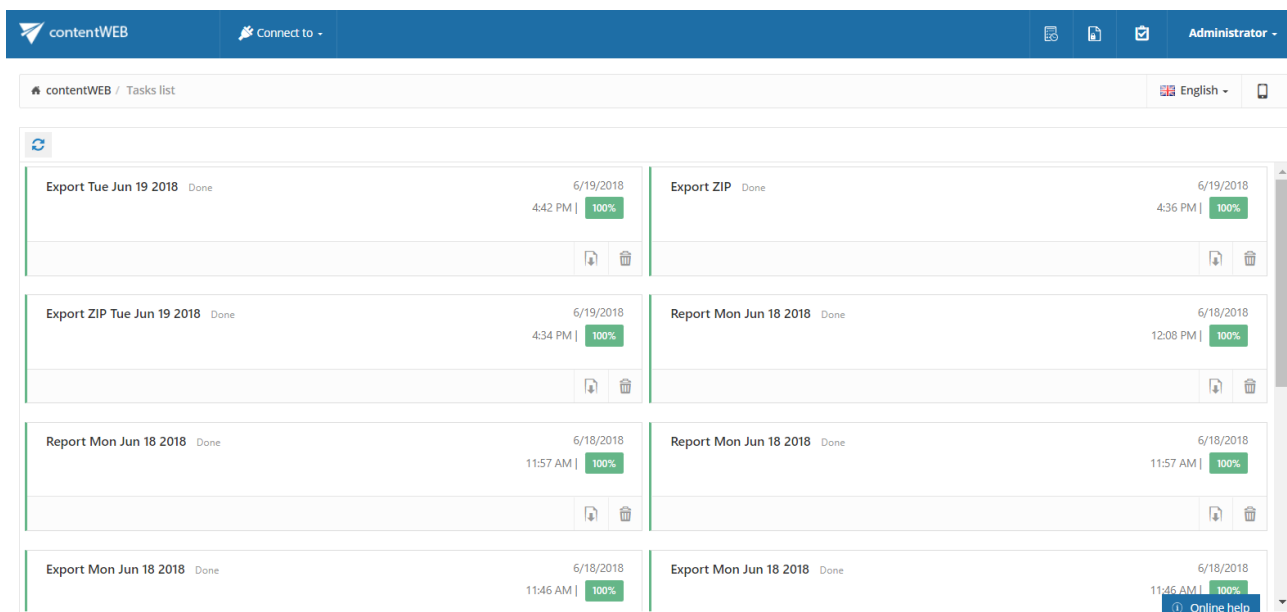 contentWEB
Connect to
Administrator
contentWEB / Tasks list
English
Export Tue Jun 19 2018 Done
6/19/2018
4:42 PM | 100%
Export ZIP Done
6/19/2018
4:36 PM | 100%
Export ZIP Tue Jun 19 2018 Done
6/19/2018
4:34 PM | 100%
Report Mon Jun 18 2018 Done
6/18/2018
12:08 PM | 100%
Report Mon Jun 18 2018 Done
6/18/2018
11:57 AM | 100%
Report Mon Jun 18 2018 Done
6/18/2018
11:57 AM | 100%
Export Mon Jun 18 2018 Done
6/18/2018
11:46 AM | 100%
Export Mon Jun 18 2018 Done
6/18/2018
11:46 AM | 100%
Online help